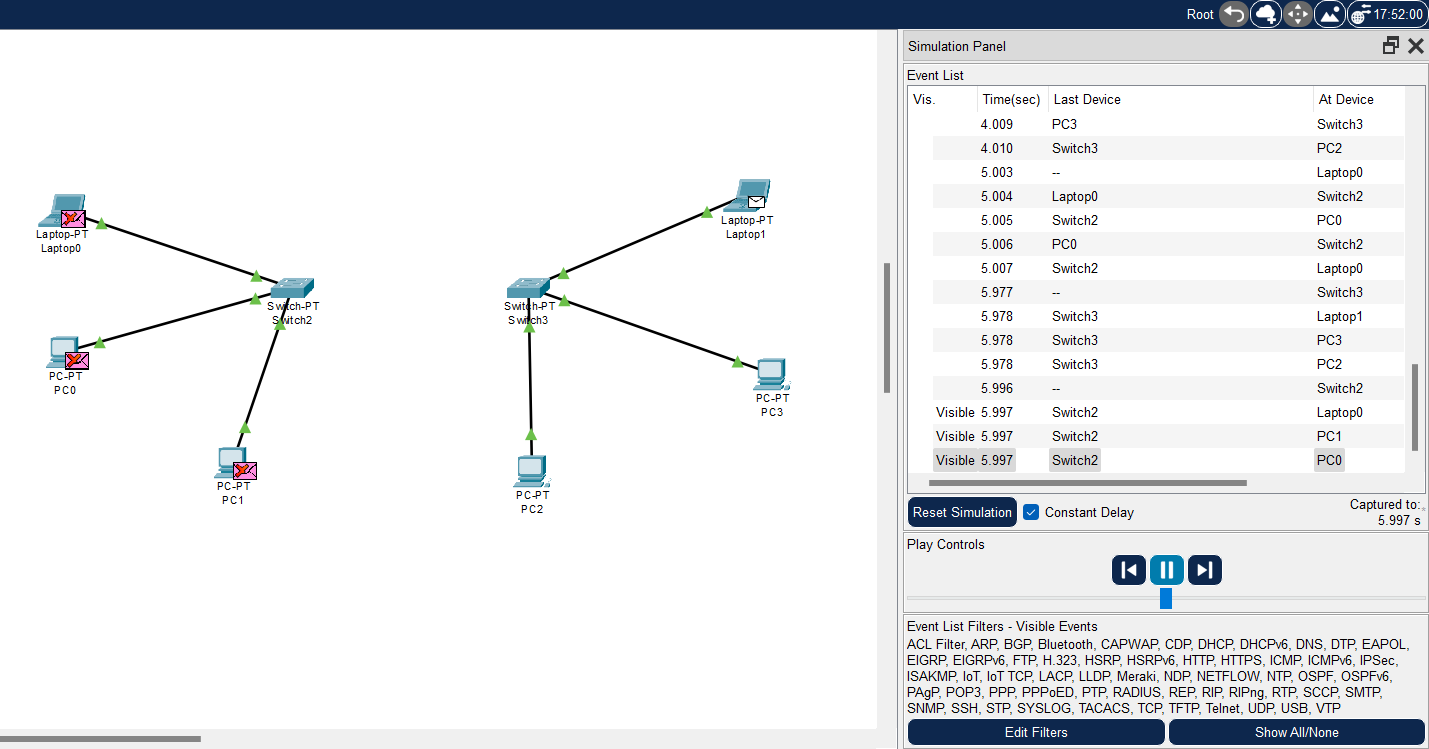 Root 17:52:00
Simulation Panel
Event List
Vis. Time(sec) Last Device At Device
4.009 PC3 Switch3
4.010 Switch3 PC2
5.003 -- Laptop0
5.004 Laptop0 Switch2
5.005 Switch2 PC0
5.006 PC0 Switch2
5.007 Switch2 Laptop0
5.977 -- Switch3
5.978 Switch3 Laptop1
5.978 Switch3 PC3
5.978 Switch3 PC2
5.996 -- Switch2
Visible 5.997 Switch2 Laptop0
Visible 5.997 Switch2 PC1
Visible 5.997 Switch2 PC0
Reset Simulation Constant Delay
Captured to:
5.997 s
Play Controls
Event List Filters - Visible Events
ACL Filter, ARP, BGP, Bluetooth, CAPWAP, CDP, DHCP, DHCPv6, DNS, DTP, EAPOL,
EIGRP, EIGRPv6, FTP, H.323, HSRP, HSRPv6, HTTP, HTTPS, ICMP, ICMPv6, IPSec,
ISAKMP, IoT, IoT TCP, LACP, LLDP, Meraki, NDP, NETFLOW, NTP, OSPF, OSPFv6,
PAgP, POP3, PPP, PPPoED, PTP, RADIUS, REP, RIP, RIPng, RTP, SCCP, SMTP,
SNMP, SSH, STP, SYSLOG, TACACS, TCP, TFTP, Telnet, UDP, USB, VTP
Edit Filters Show All/None
Laptop-PT
Laptop0
PC-PT
PC0
PC-PT
PC1
Switch-PT
Switch2
Switch-PT
Switch3
Laptop-PT
Laptop1
PC-PT
PC3
PC-PT
PC2